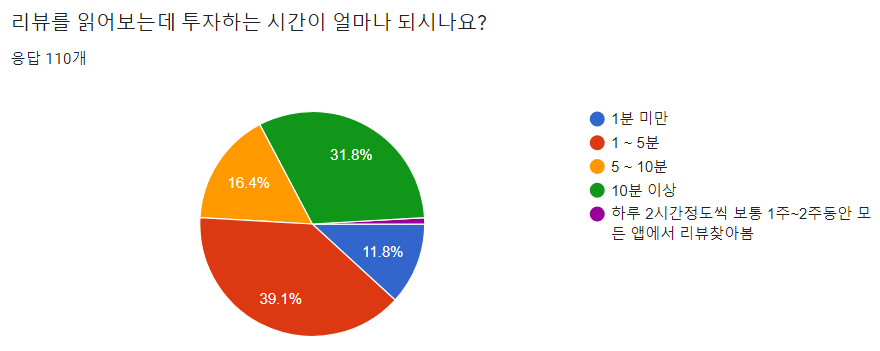 리뷰를 읽어보는데 투자하는 시간이 얼마나 되시나요?
응답 110개
31.8%
16.4%
11.8%
39.1%
1분 미만
1 ~ 5분
5 ~ 10분
10분 이상
하루 2시간정도씩 보통 1주~2주동안 모
든 앱에서 리뷰찾아봄